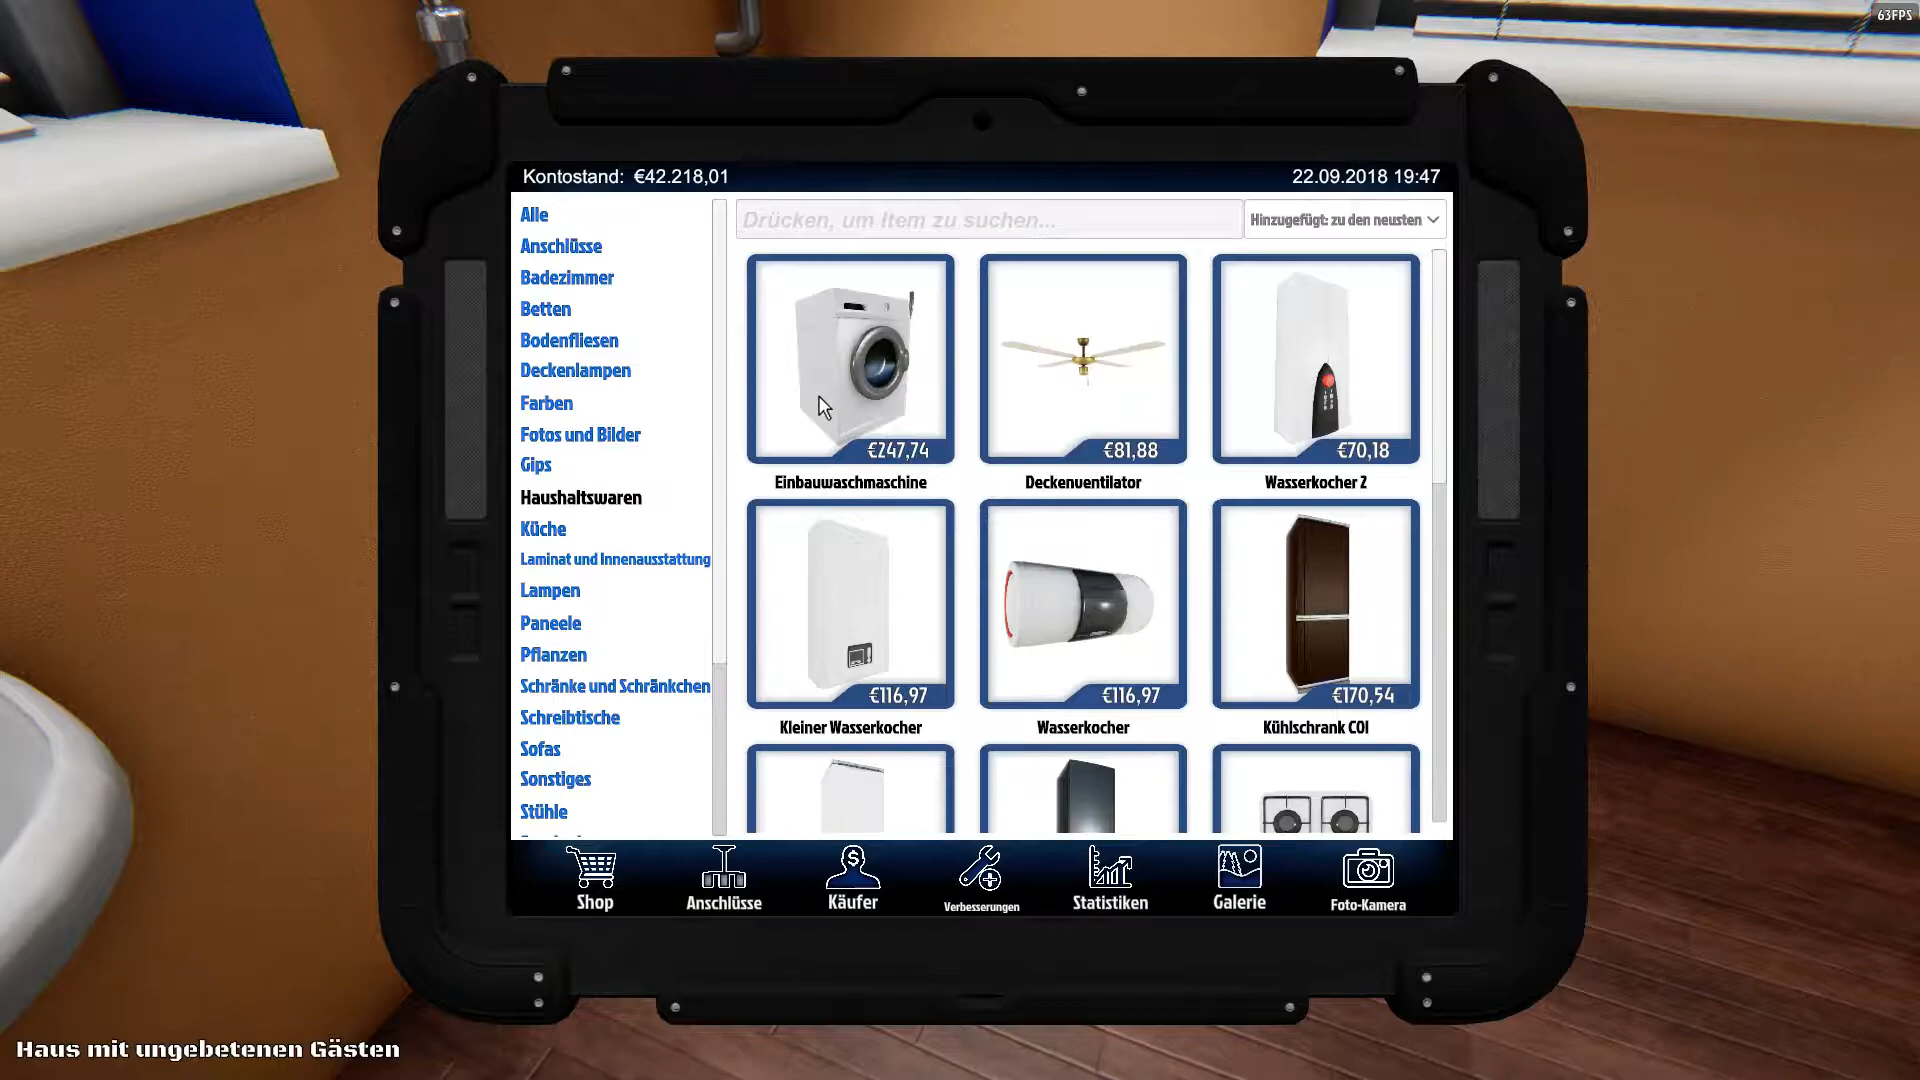 63FPS
Kontostand: €42.218,01
22.09.2018 19:47
Alle
Anschlüsse
Badezimmer
Betten
Bodenfliesen
Deckenlampen
Farben
Fotos und Bilder
Gips
Haushaltswaren
Küche
Laminat und Innenausstattung
Lampen
Paneele
Pflanzen
Schränke und Schränkchen
Schreibtische
Sofas
Sonstiges
Stühle
Drücken, um Item zu suchen...
Hinzugefügt: zu den neusten
€247,74
€81,88
€70,18
Einbauwaschmaschine
Deckenventilator
Wasserkocher 2
€116,97
€116,97
€170,54
Kleiner Wasserkocher
Wasserkocher
Kühlschrank C01
Shop
Anschlüsse
Käufer
Verbesserungen
Statistiken
Galerie
Foto-Kamera
Haus mit ungebetenen Gästen